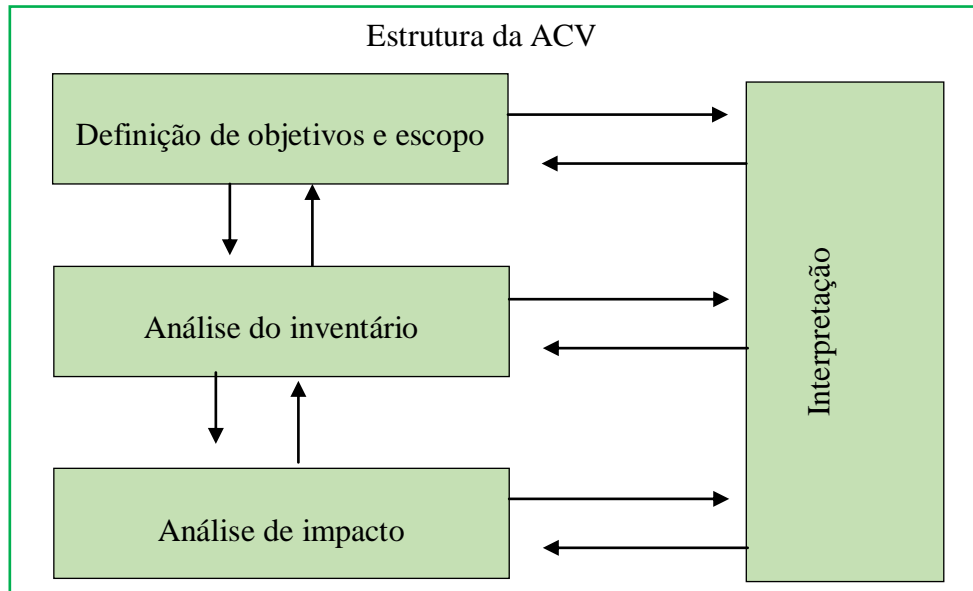 Estrutura da ACV
Definição de objetivos e escopo
Análise do inventário
Análise de impacto
Interpretação